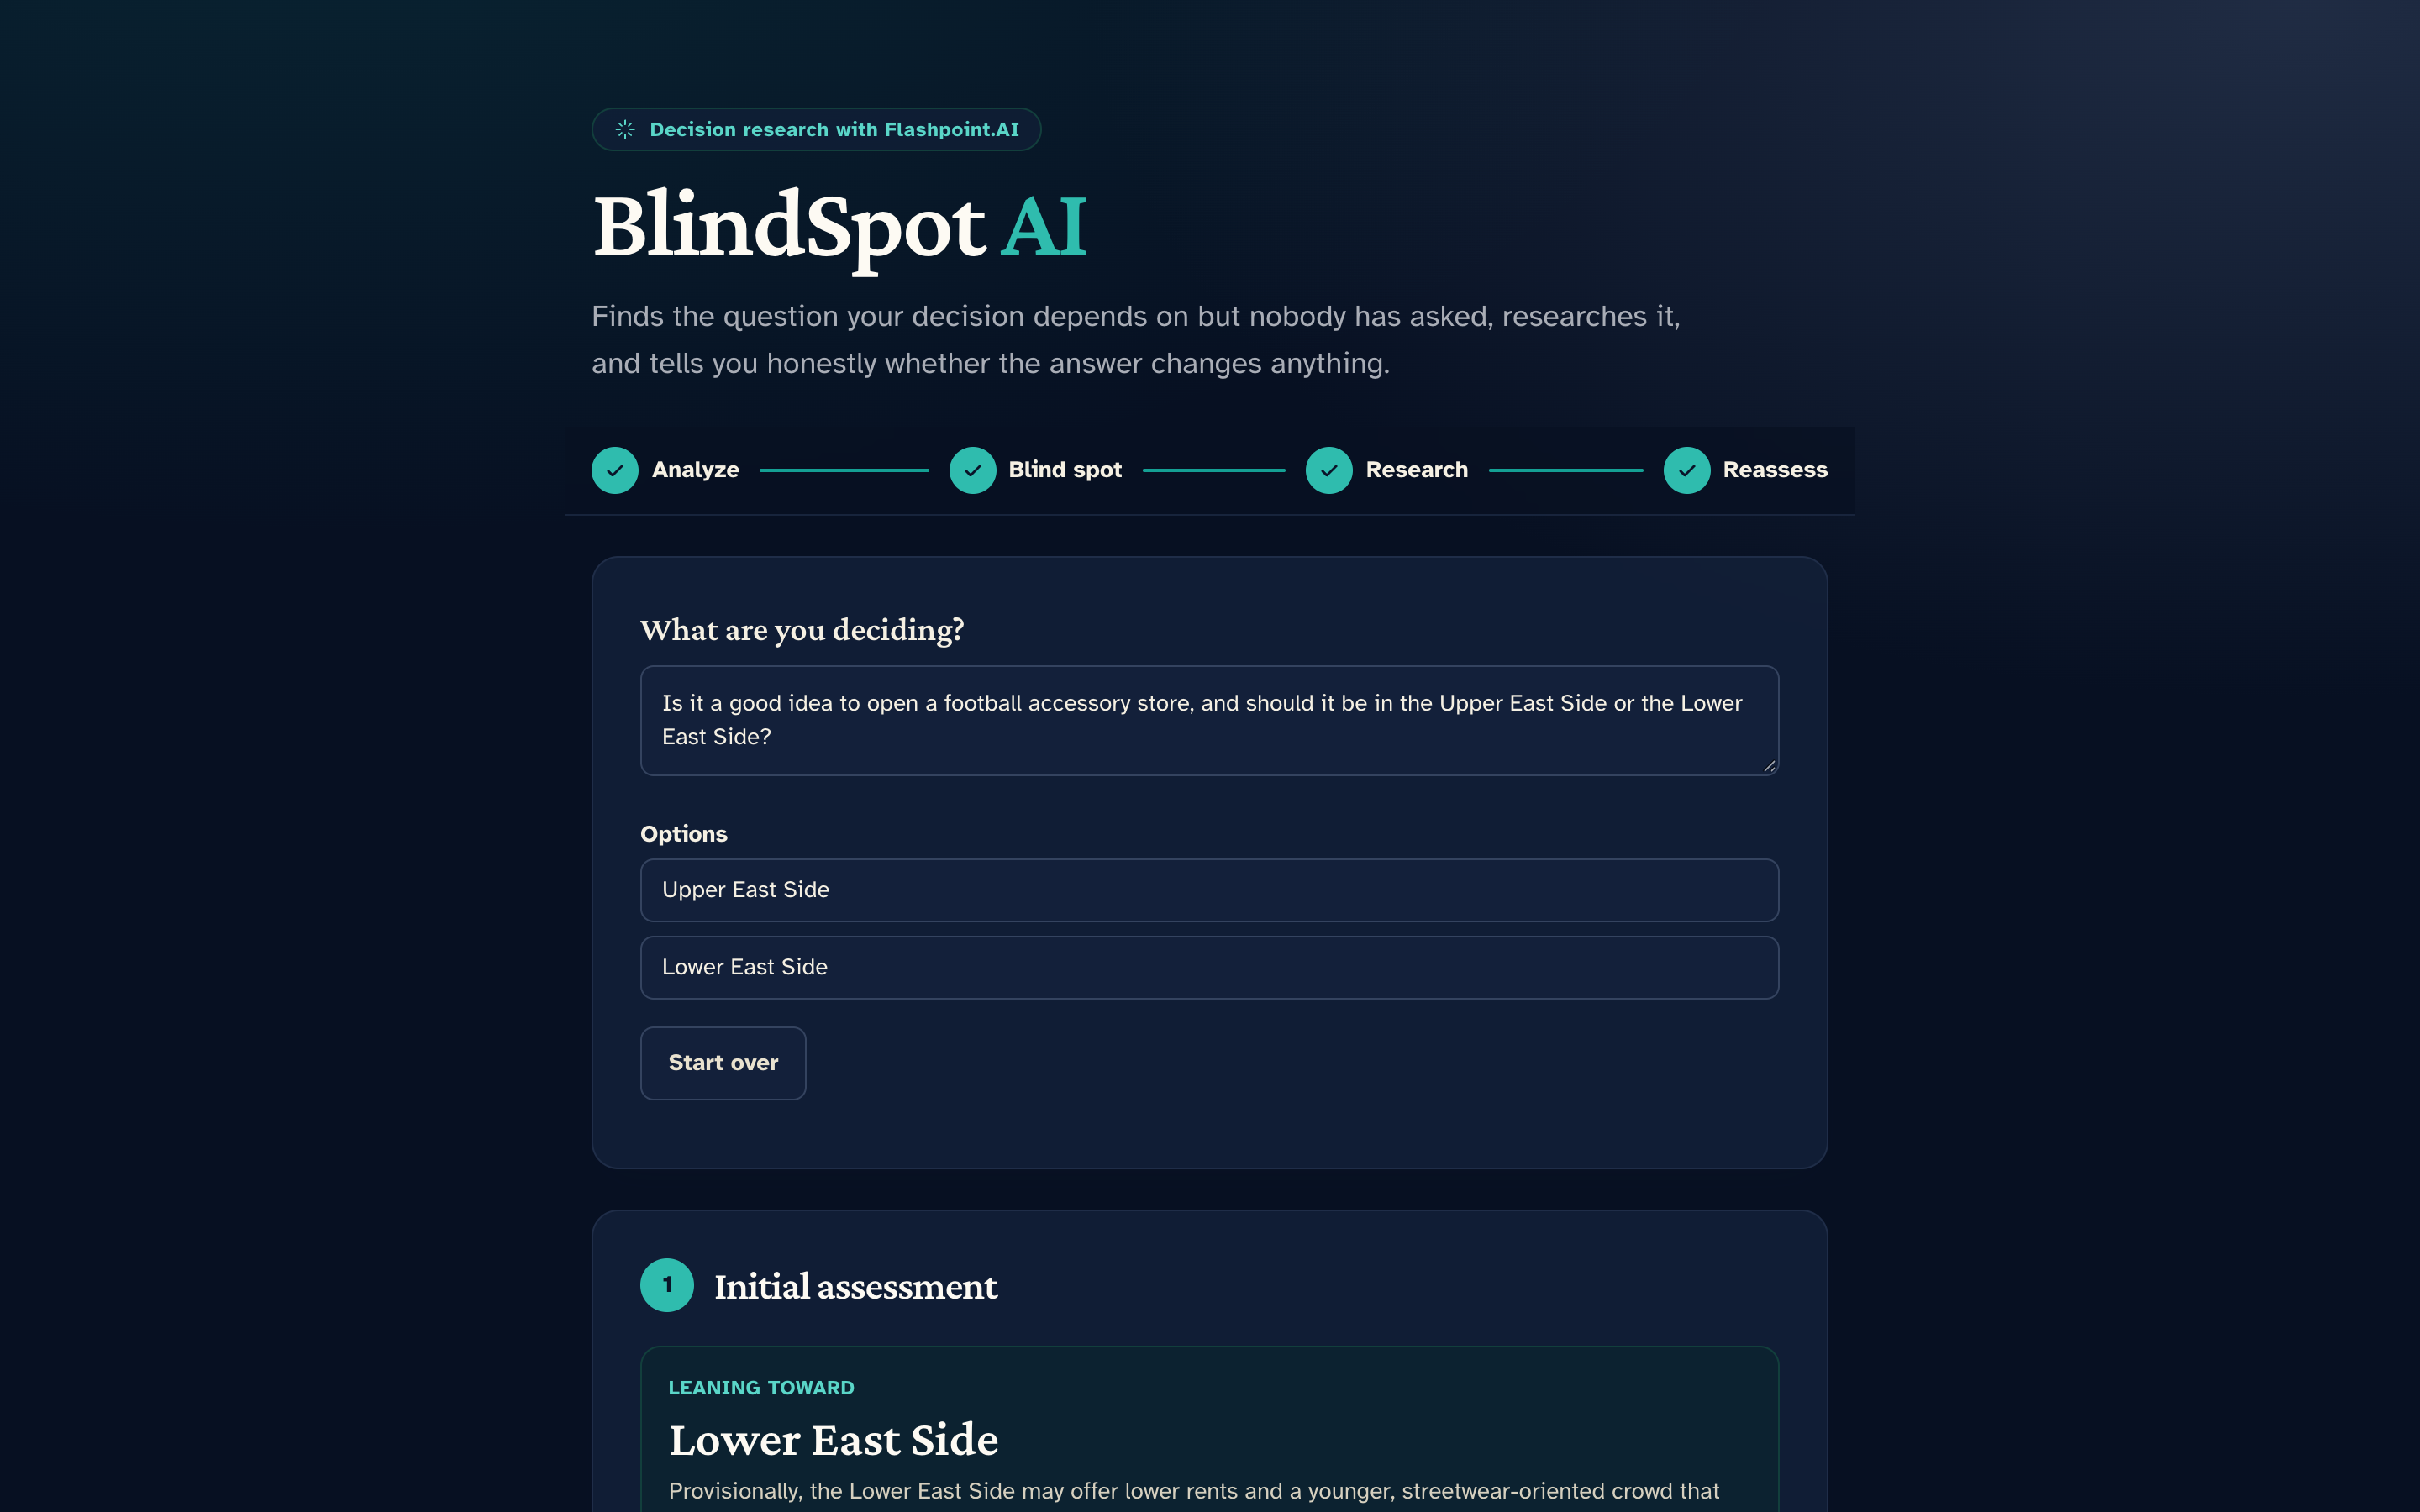 Decision research with Flashpoint.AI
BlindSpot AI
Finds the question your decision depends on but nobody has asked, researches it,
and tells you honestly whether the answer changes anything.
Analyze
Blind spot
Research
Reassess
What are you deciding?
Is it a good idea to open a football accessory store, and should it be in the Upper East Side or the Lower
East Side?
Options
Upper East Side
Lower East Side
Start over
1
Initial assessment
LEANING TOWARD
Lower East Side
Provisionally, the Lower East Side may offer lower rents and a younger, streetwear-oriented crowd that